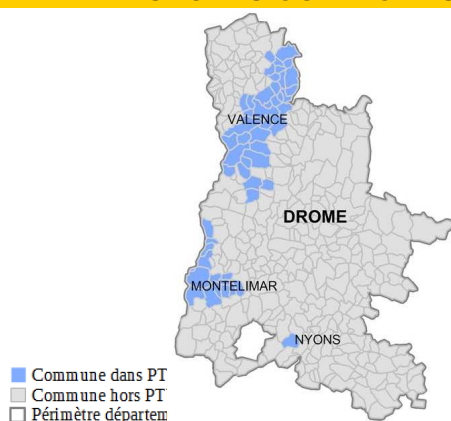 VALENCE
DROME
MONTELIMAR
NYONS
Commune dans PT
Commune hors PT
Périmètre départem